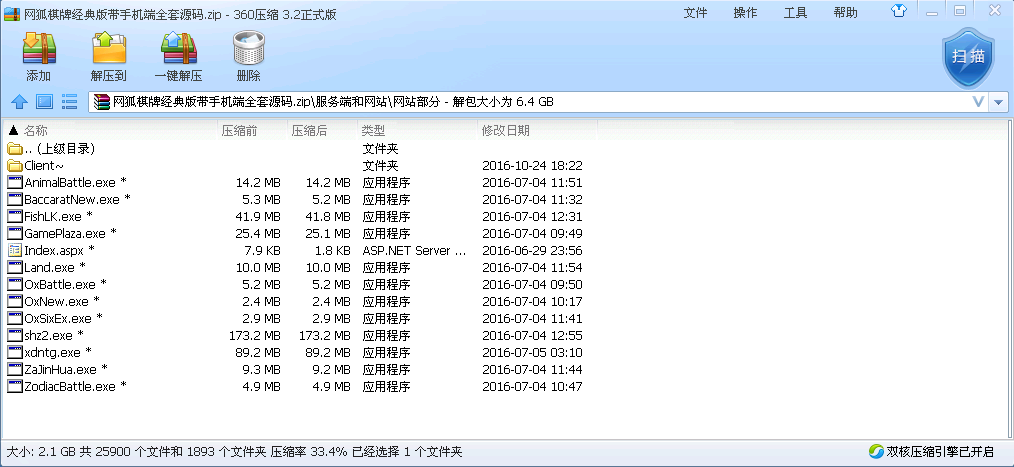 网狐棋牌经典版带手机端全套源码.zip - 360压缩 3.2正式版 文件 操作 工具 帮助
添加 解压到 一键解压 删除 扫描
网狐棋牌经典版带手机端全套源码.zip\服务端和网站\网站部分 - 解包大小为 6.4 GB
名称 压缩前 压缩后 类型 修改日期
.. (上级目录) 文件夹
Client~ 文件夹 2016-10-24 18:22
AnimalBattle.exe * 14.2 MB 14.2 MB 应用程序 2016-07-04 11:51
BaccaratNew.exe * 5.3 MB 5.2 MB 应用程序 2016-07-04 11:32
FishLK.exe * 41.9 MB 41.8 MB 应用程序 2016-07-04 12:31
GamePlaza.exe * 25.4 MB 25.1 MB 应用程序 2016-07-04 09:49
Index.aspx * 7.9 KB 1.8 KB ASP.NET Server ... 2016-06-29 23:56
Land.exe * 10.0 MB 10.0 MB 应用程序 2016-07-04 11:54
OxBattle.exe * 5.2 MB 5.2 MB 应用程序 2016-07-04 09:50
OxNew.exe * 2.4 MB 2.4 MB 应用程序 2016-07-04 10:17
OxSixEx.exe * 2.9 MB 2.9 MB 应用程序 2016-07-04 11:41
shz2.exe * 173.2 MB 173.2 MB 应用程序 2016-07-04 12:55
xdntg.exe * 89.2 MB 89.2 MB 应用程序 2016-07-05 03:10
ZaJinHua.exe * 9.3 MB 9.2 MB 应用程序 2016-07-04 11:44
ZodiacBattle.exe * 4.9 MB 4.9 MB 应用程序 2016-07-04 10:47
大小: 2.1 GB 共 25900 个文件和 1893 个文件夹 压缩率 33.4% 已经选择 1 个文件夹 双核压缩引擎已开启